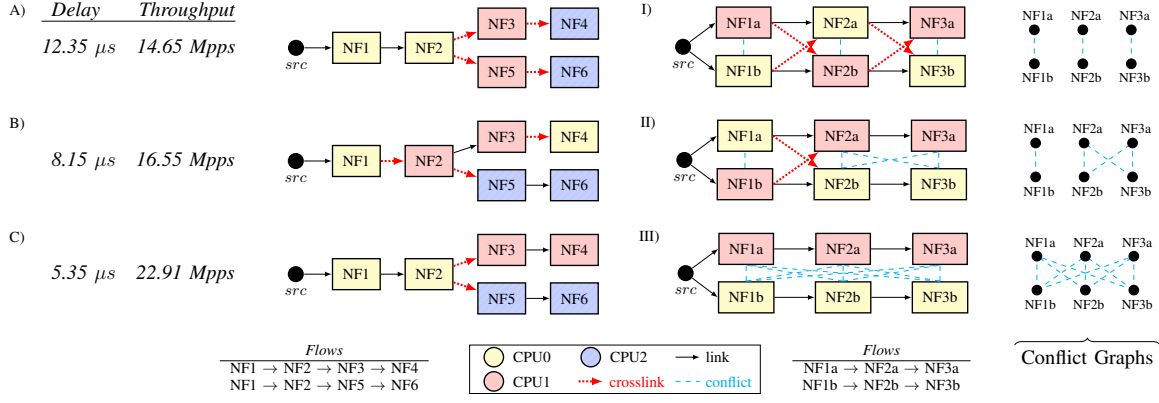 Delay Throughput
A)
12.35 μs 14.65 Mpps
src
NF1
NF2
NF3
NF4
NF5
NF6
B)
8.15 μs 16.55 Mpps
src
NF1
NF2
NF3
NF4
NF5
NF6
C)
5.35 μs 22.91 Mpps
src
NF1
NF2
NF3
NF4
NF5
NF6
I)
src
NF1a
NF2a
NF3a
NF1b
NF2b
NF3b
NF1a NF2a NF3a
NF1b NF2b NF3b
II)
src
NF1a
NF2a
NF3a
NF1b
NF2b
NF3b
NF1a NF2a NF3a
NF1b NF2b NF3b
III)
src
NF1a
NF2a
NF3a
NF1b
NF2b
NF3b
NF1a NF2a NF3a
NF1b NF2b NF3b
Conflict Graphs
Flows
NF1 → NF2 → NF3 → NF4
NF1 → NF2 → NF5 → NF6
CPU0 CPU2 link
CPU1 crosslink conflict
Flows
NF1a → NF2a → NF3a
NF1b → NF2b → NF3b